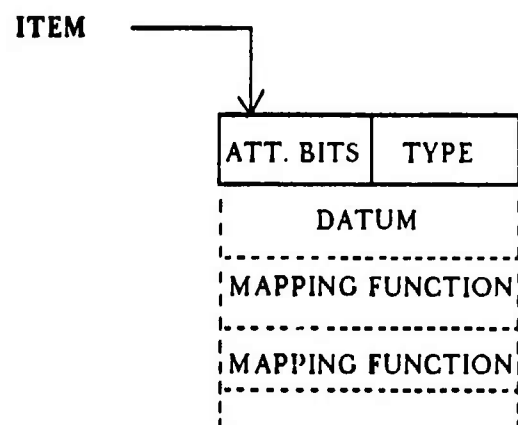 ITEM
ATT. BITS TYPE
DATUM
MAPPING FUNCTION
MAPPING FUNCTION